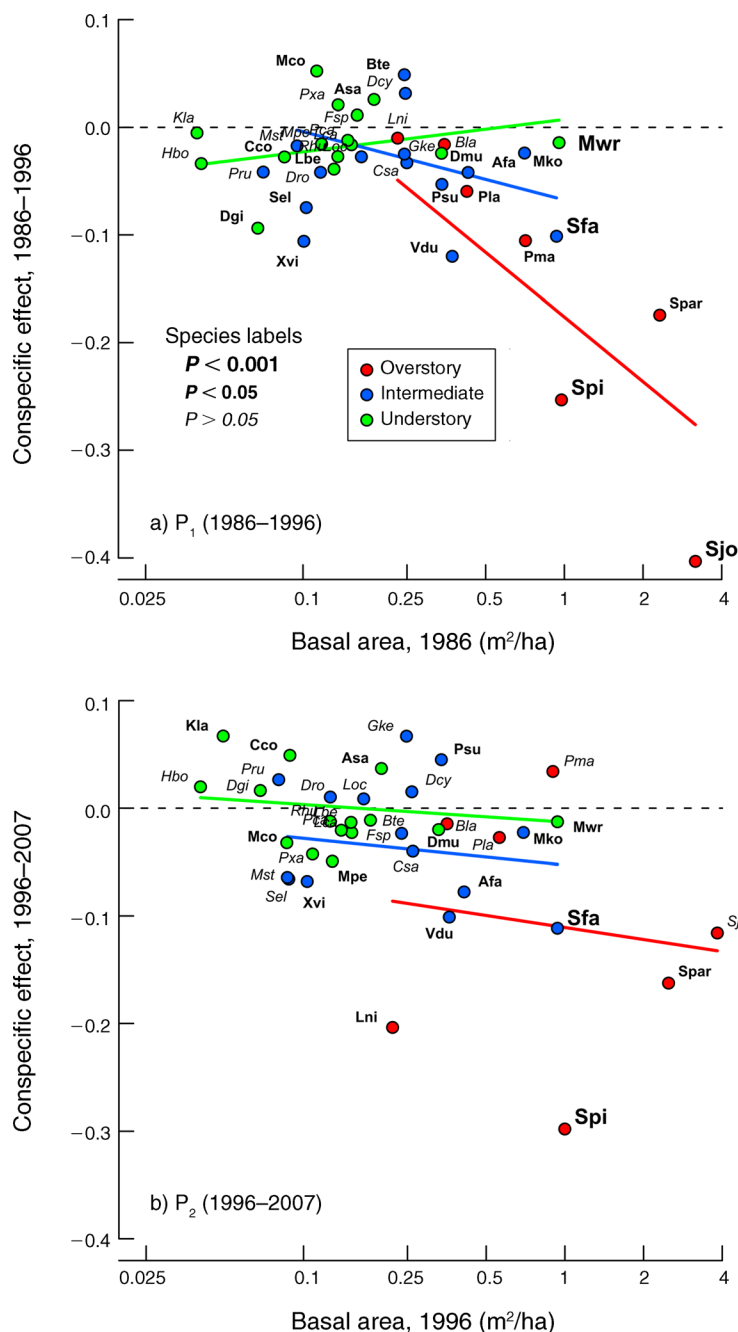 0.1
0.0
−0.1
−0.2
−0.3
−0.4
Conspecific effect, 1986–1996
Mco
Bte
Dcy
Pxa
Asa
Fsp
Lni
Kla
Mst
Mpe
Hbo
Cco
Lbe
Gke
Bla
Dmu
Mwr
Afa
Mko
Csa
Pru
Dro
Psu
Pla
Sel
Dgi
Xvi
Vdu
Sfa
Pma
Spar
Spi
Sjo
Species labels
P < 0.001
P < 0.05
P > 0.05
Overstory
Intermediate
Understory
a) P1 (1986–1996)
0.025
0.1
0.25
0.5
1
2
4
Basal area, 1986 (m2/ha)
0.1
0.0
−0.1
−0.2
−0.3
−0.4
Conspecific effect, 1996–2007
Kla
Cco
Gke
Psu
Pma
Hbo
Pru
Dgi
Asa
Dro
Loc
Dcy
Bte
Bla
Mwr
Fsp
Dmu
Pla
Mko
Mco
Pxa
Mpe
Csa
Mst
Sel
Xvi
Afa
Vdu
Sfa
Sj
Spar
Lni
Spi
b) P2 (1996–2007)
0.025
0.1
0.25
0.5
1
2
4
Basal area, 1996 (m2/ha)